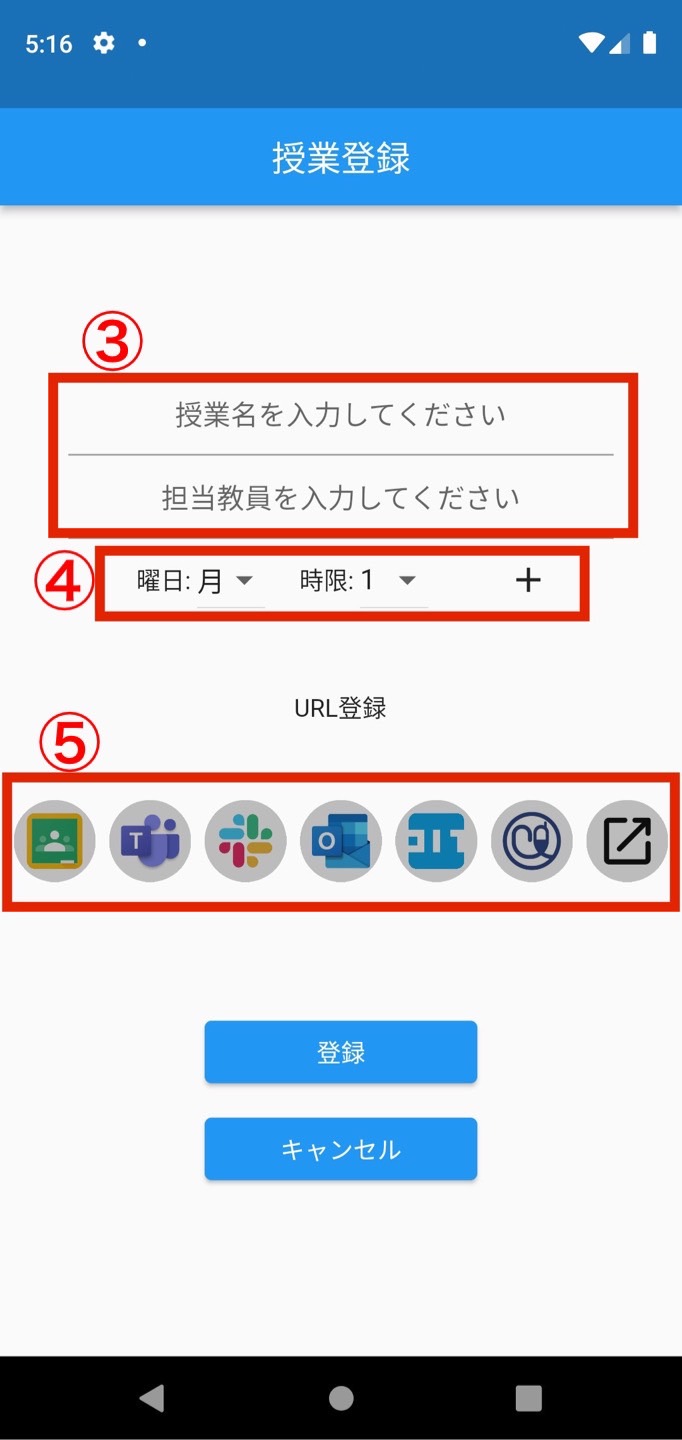 5:16
授業登録
③
授業名を入力してください
担当教員を入力してください
④
曜日: 月 時限: 1 +
URL登録
⑤
T
O
登録
キャンセル